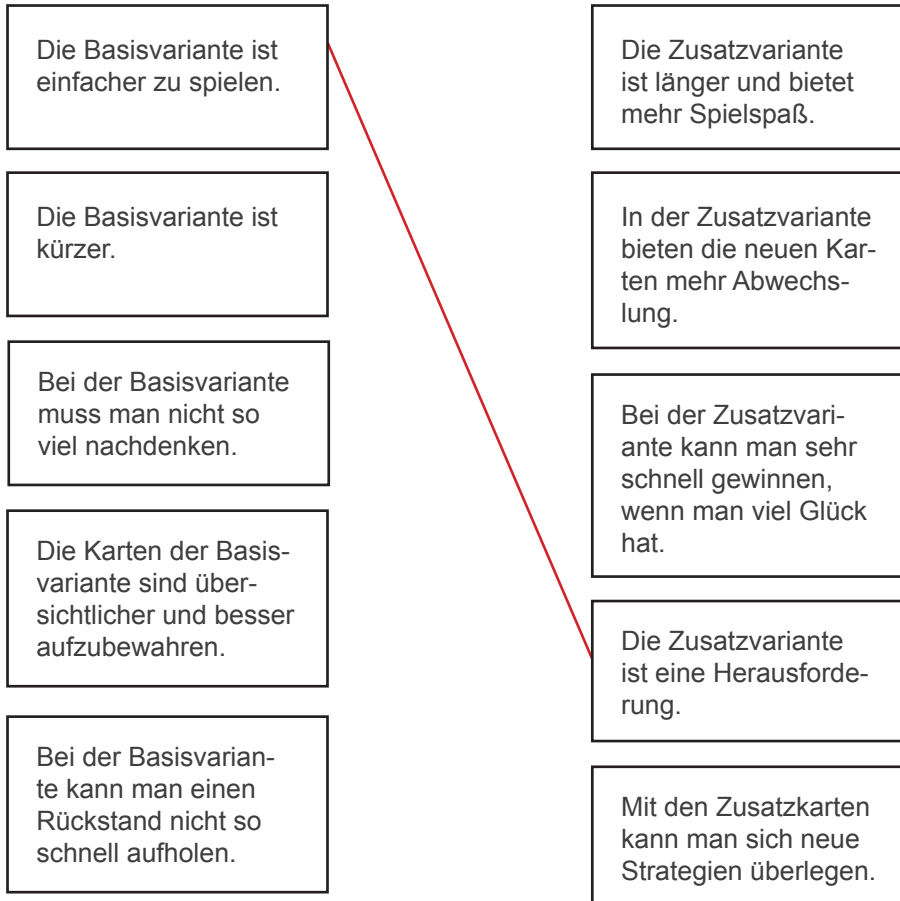 Die Basisvariante ist
einfacher zu spielen.
Die Basisvariante ist
kürzer.
Bei der Basisvariante
muss man nicht so
viel nachdenken.
Die Karten der Basis-
variante sind über-
sichtlicher und besser
aufzubewahren.
Bei der Basisvarian-
te kann man einen
Rückstand nicht so
schnell aufholen.
Die Zusatzvariante
ist länger und bietet
mehr Spielspaß.
In der Zusatzvariante
bieten die neuen Kar-
ten mehr Abwechs-
lung.
Bei der Zusatzvari-
ante kann man sehr
schnell gewinnen,
wenn man viel Glück
hat.
Die Zusatzvariante
ist eine Herausforde-
rung.
Mit den Zusatzkarten
kann man sich neue
Strategien überlegen.